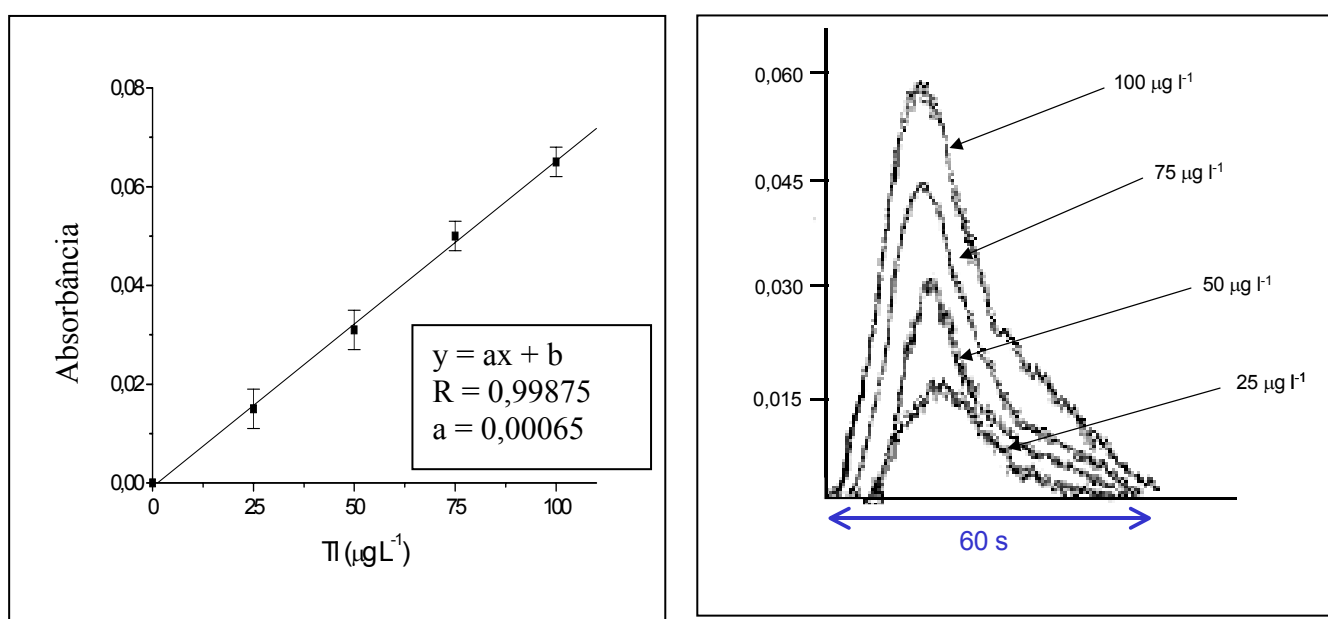 0,08
0,06
0,04
0,02
0,00
Absorbância
y = ax + b
R = 0,99875
a = 0,00065
0 25 50 75 100
Tl (µg L⁻¹)
0,060
0,045
0,030
0,015
100 µg l⁻¹
75 µg l⁻¹
50 µg l⁻¹
25 µg l⁻¹
60 s